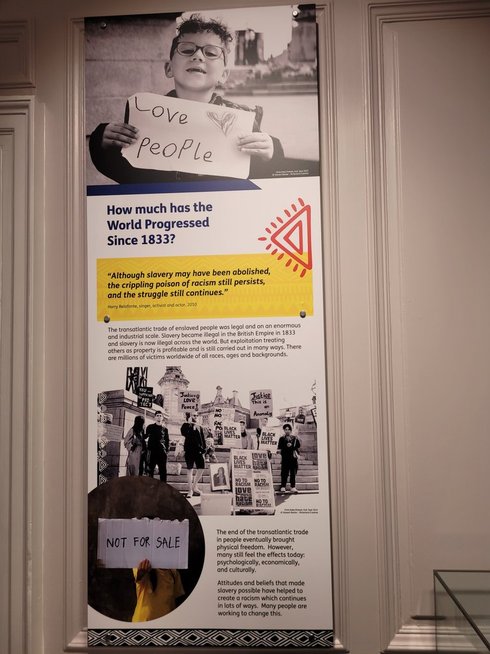 LOVE
PEOPLE
How much has the
World Progressed
Since 1833?
“Although slavery may have been abolished,
the crippling poison of racism still persists,
and the struggle still continues.”
Harry Belafonte, singer, activist and actor, 2010
The transatlantic trade of enslaved people was legal and on an enormous
and industrial scale. Slavery became illegal in the British Empire in 1833
and slavery is now illegal across the world. But exploitation treating
others as property is profitable and is still carried out in many ways. There
are millions of victims worldwide of all races, ages and backgrounds.
Justice
LOVE
Peace!
Justice
This is
BLACK
LIVES
MATTER
BLACK
LIVES
MATTER
NO TO
RACISM
NOT FOR SALE
The end of the transatlantic trade
in people eventually brought
physical freedom. However,
many still feel the effects today:
psychologically, economically,
and culturally.
Attitudes and beliefs that made
slavery possible have helped to
create a racism which continues
in lots of ways. Many people are
working to change this.